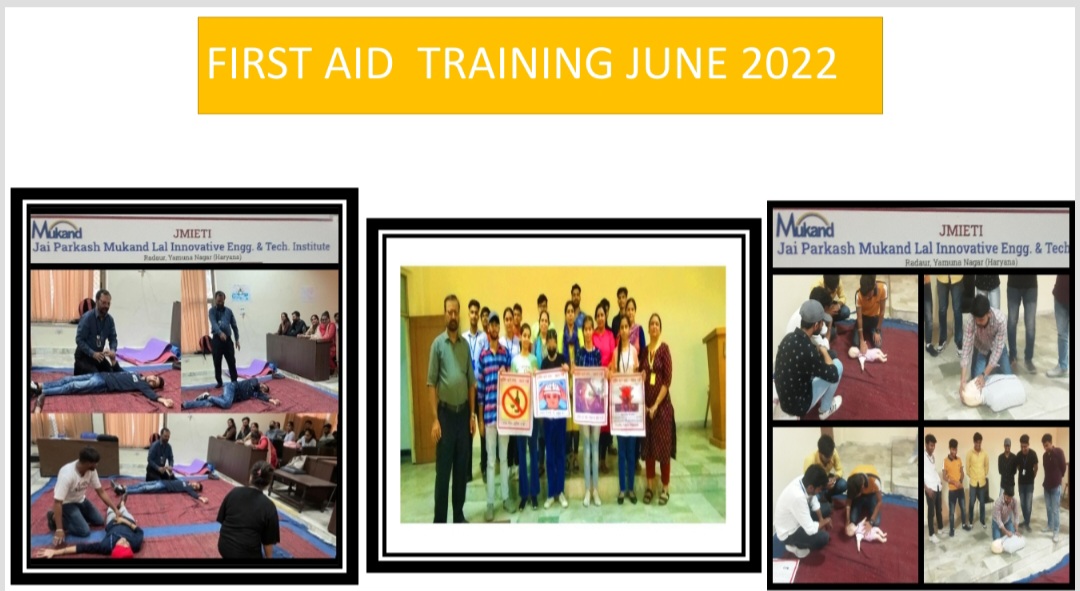 FIRST AID TRAINING JUNE 2022
Mukand
JMIETI
Jai Parkash Mukand Lal Innovative Engg. & Tech. Institute
Radaur, Yamuna Nagar (Haryana)
Mukand
JMIETI
Jai Parkash Mukand Lal Innovative Engg. & Tech
Radaur, Yamuna Nagar (Haryana)